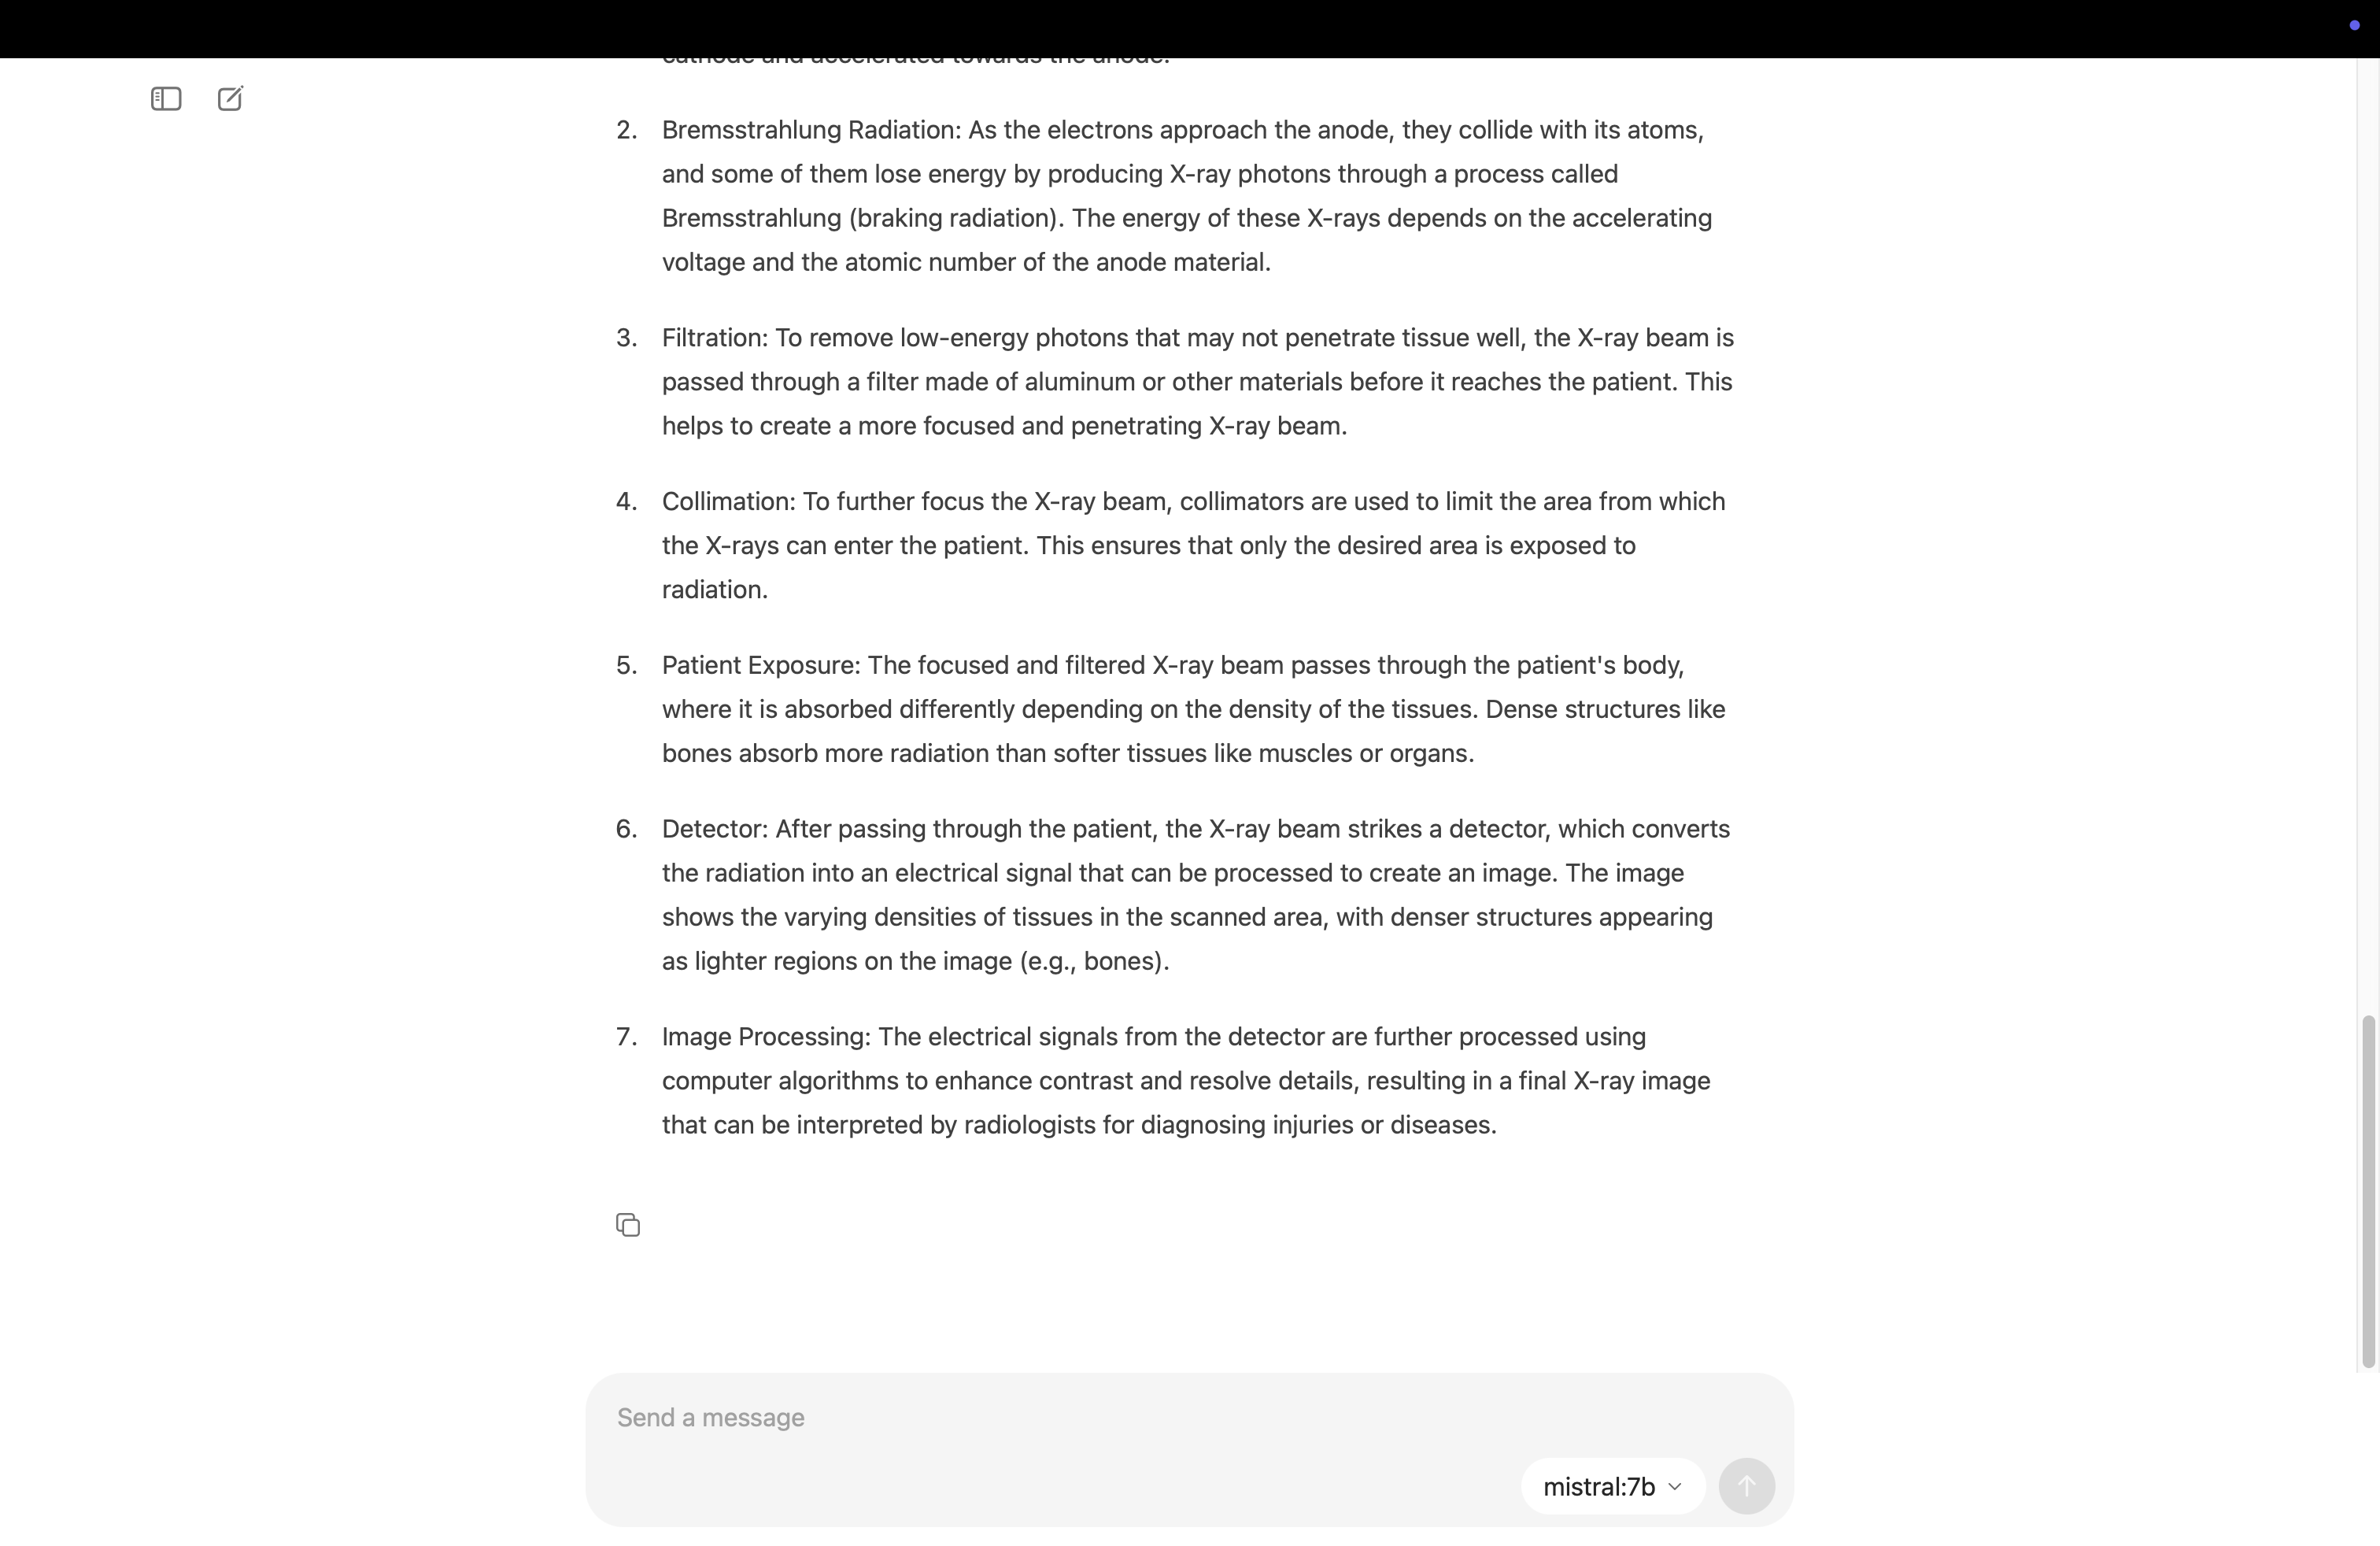 cathode and accelerated towards the anode.
2. Bremsstrahlung Radiation: As the electrons approach the anode, they collide with its atoms,
and some of them lose energy by producing X-ray photons through a process called
Bremsstrahlung (braking radiation). The energy of these X-rays depends on the accelerating
voltage and the atomic number of the anode material.
3. Filtration: To remove low-energy photons that may not penetrate tissue well, the X-ray beam is
passed through a filter made of aluminum or other materials before it reaches the patient. This
helps to create a more focused and penetrating X-ray beam.
4. Collimation: To further focus the X-ray beam, collimators are used to limit the area from which
the X-rays can enter the patient. This ensures that only the desired area is exposed to
radiation.
5. Patient Exposure: The focused and filtered X-ray beam passes through the patient's body,
where it is absorbed differently depending on the density of the tissues. Dense structures like
bones absorb more radiation than softer tissues like muscles or organs.
6. Detector: After passing through the patient, the X-ray beam strikes a detector, which converts
the radiation into an electrical signal that can be processed to create an image. The image
shows the varying densities of tissues in the scanned area, with denser structures appearing
as lighter regions on the image (e.g., bones).
7. Image Processing: The electrical signals from the detector are further processed using
computer algorithms to enhance contrast and resolve details, resulting in a final X-ray image
that can be interpreted by radiologists for diagnosing injuries or diseases.
Send a message
mistral:7b